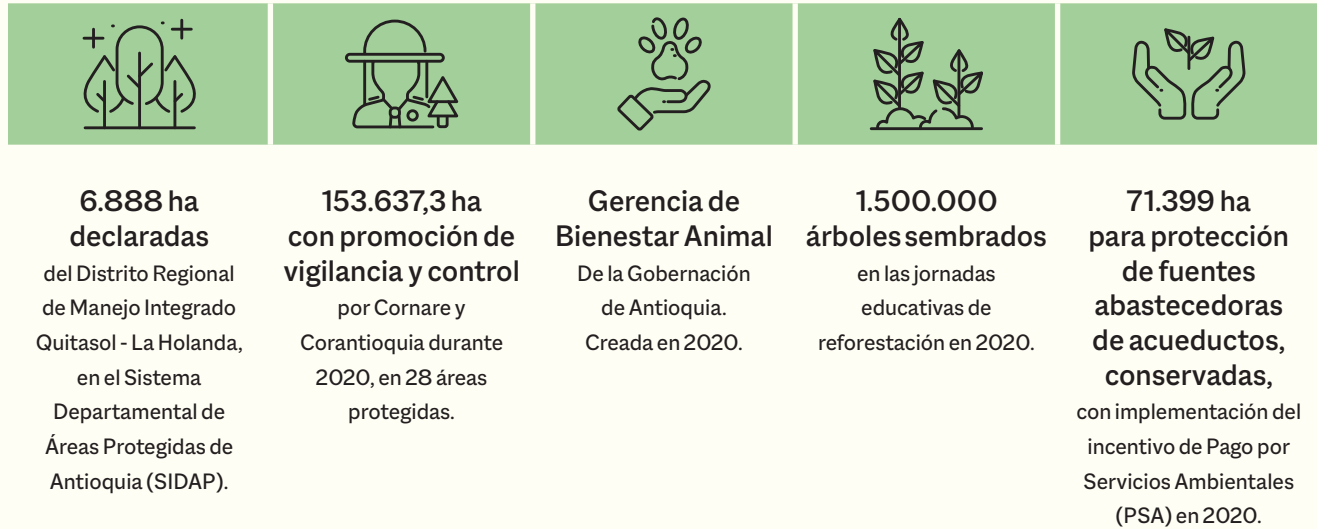 6.888 ha
declaradas
del Distrito Regional
de Manejo Integrado
Quitasol - La Holanda,
en el Sistema
Departamental de
Áreas Protegidas de
Antioquia (SIDAP).
153.637,3 ha
con promoción de
vigilancia y control
por Cornare y
Corantioquia durante
2020, en 28 áreas
protegidas.
Gerencia de
Bienestar Animal
De la Gobernación
de Antioquia.
Creada en 2020.
1.500.000
árboles sembrados
en las jornadas
educativas de
reforestación en 2020.
71.399 ha
para protección
de fuentes
abastecedoras
de acueductos,
conservadas,
con implementación del
incentivo de Pago por
Servicios Ambientales
(PSA) en 2020.